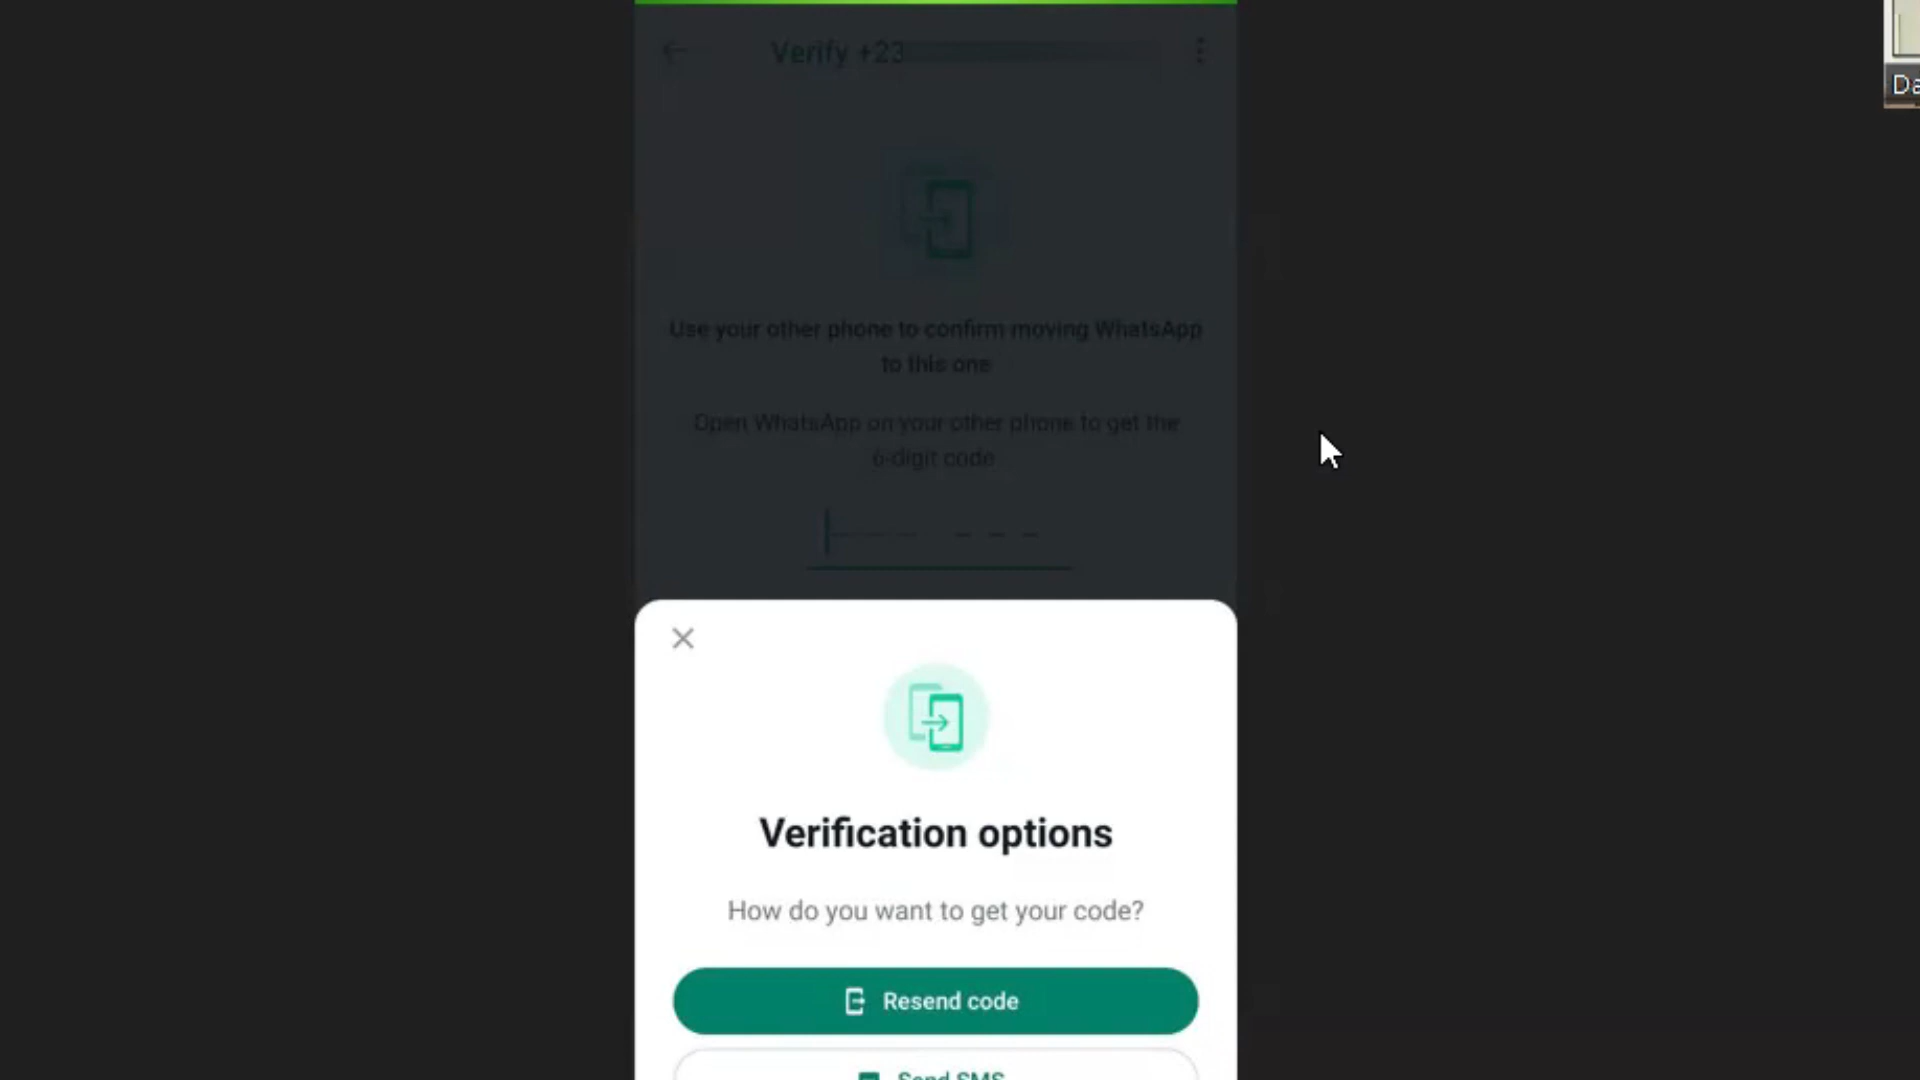 Verify +23
Da
Use your other phone to confirm moving WhatsApp
to this one
Open WhatsApp on your other phone to get the
6-digit code
Verification options
How do you want to get your code?
Resend code
Send SMS